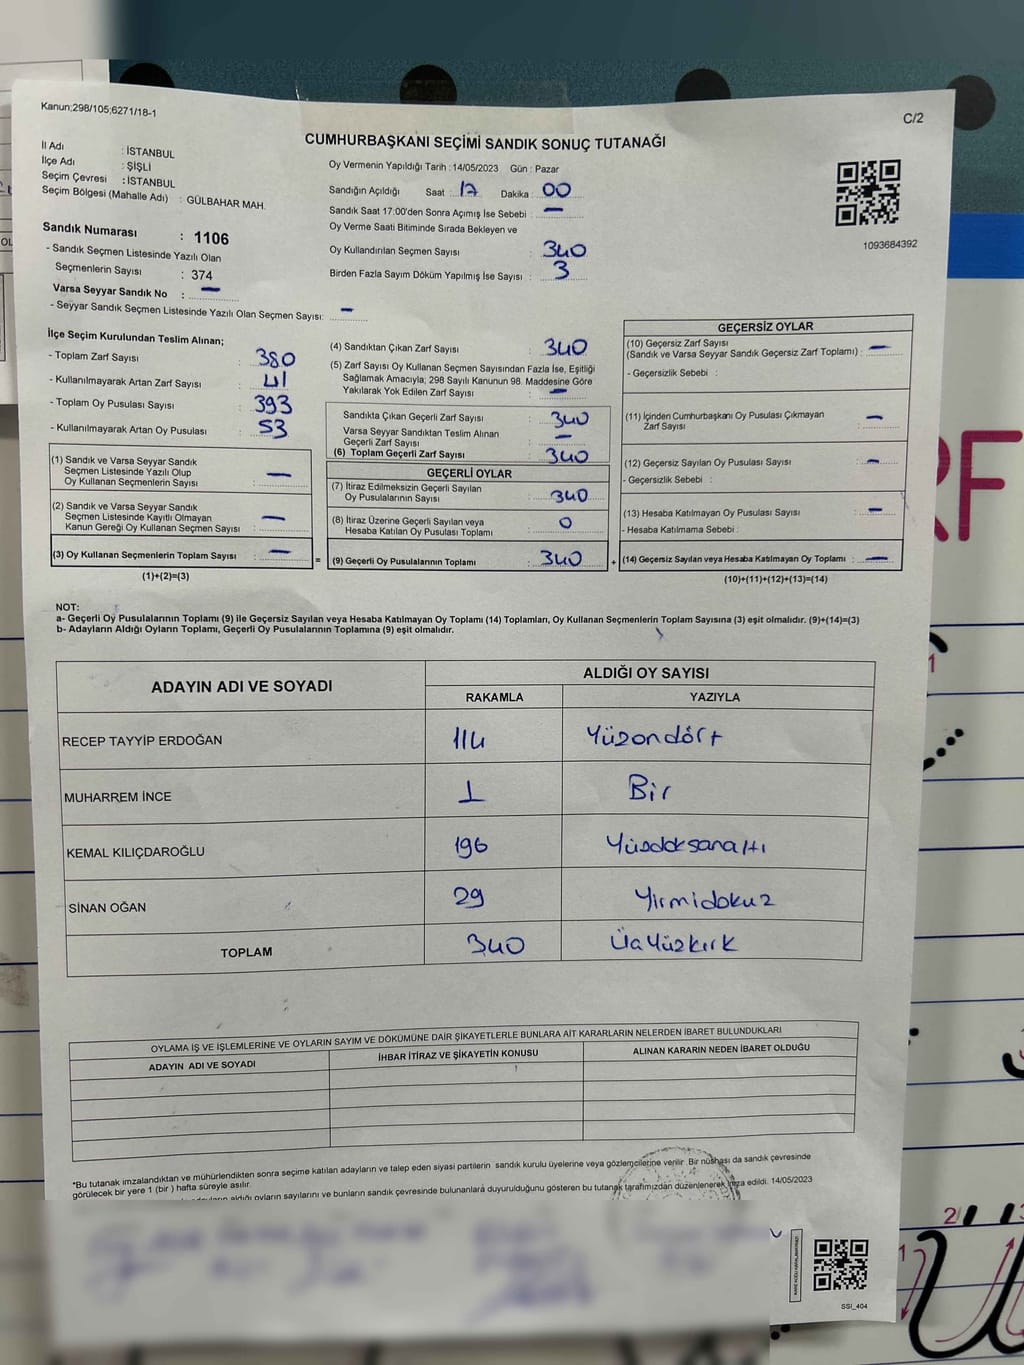 Kanun;298/105;6271/18-1
C/2
CUMHURBAŞKANI SEÇİMİ SANDIK SONUÇ TUTANAĞI
İl Adı : İSTANBUL
İlçe Adı : ŞİŞLİ
Seçim Çevresi : İSTANBUL
Seçim Bölgesi (Mahalle Adı) : GÜLBAHAR MAH.
Sandık Numarası : 1106
- Sandık Seçmen Listesinde Yazılı Olan
Seçmenlerin Sayısı : 374
Varsa Seyyar Sandık No : —
- Seyyar Sandık Seçmen Listesinde Yazılı Olan Seçmen Sayısı: —
Oy Vermenin Yapıldığı Tarih : 14/05/2023 Gün : Pazar
Sandığın Açıldığı Saat : 17 Dakika : 00
Sandık Saat 17:00'den Sonra Açımış İse Sebebi : —
Oy Verme Saati Bitiminde Sırada Bekleyen ve
Oy Kullandırılan Seçmen Sayısı : 340
Birden Fazla Sayım Döküm Yapılmış İse Sayısı : 3
1093684392
İlçe Seçim Kurulundan Teslim Alınan;
- Toplam Zarf Sayısı : 380
- Kullanılmayarak Artan Zarf Sayısı : 41
- Toplam Oy Pusulası Sayısı : 393
- Kullanılmayarak Artan Oy Pusulası : 53
(1) Sandık ve Varsa Seyyar Sandık
Seçmen Listesinde Yazılı Olup
Oy Kullanan Seçmenlerin Sayısı : —
(2) Sandık ve Varsa Seyyar Sandık
Seçmen Listesinde Kayıtlı Olmayan
Kanun Gereği Oy Kullanan Seçmen Sayısı : —
(3) Oy Kullanan Seçmenlerin Toplam Sayısı : —
(1)+(2)=(3)
(4) Sandıktan Çıkan Zarf Sayısı : 340
(5) Zarf Sayısı Oy Kullanan Seçmen Sayısından Fazla İse, Eşitliği
Sağlamak Amacıyla; 298 Sayılı Kanunun 98. Maddesine Göre
Yakılarak Yok Edilen Zarf Sayısı : —
Sandıkta Çıkan Geçerli Zarf Sayısı : 340
Varsa Seyyar Sandıktan Teslim Alınan
Geçerli Zarf Sayısı : —
(6) Toplam Geçerli Zarf Sayısı : 340
GEÇERLİ OYLAR
(7) İtiraz Edilmeksizin Geçerli Sayılan
Oy Pusulalarının Sayısı : 340
(8) İtiraz Üzerine Geçerli Sayılan veya
Hesaba Katılan Oy Pusulası Toplamı : 0
= (9) Geçerli Oy Pusulalarının Toplamı : 340
GEÇERSİZ OYLAR
(10) Geçersiz Zarf Sayısı
(Sandık ve Varsa Seyyar Sandık Geçersiz Zarf Toplamı) : —
- Geçersizlik Sebebi :
(11) İçinden Cumhurbaşkanı Oy Pusulası Çıkmayan
Zarf Sayısı : —
(12) Geçersiz Sayılan Oy Pusulası Sayısı : —
- Geçersizlik Sebebi :
(13) Hesaba Katılmayan Oy Pusulası Sayısı : —
- Hesaba Katılmama Sebebi :
+ (14) Geçersiz Sayılan veya Hesaba Katılmayan Oy Toplamı : —
(10)+(11)+(12)+(13)=(14)
NOT:
a- Geçerli Oy Pusulalarının Toplamı (9) ile Geçersiz Sayılan veya Hesaba Katılmayan Oy Toplamı (14) Toplamları, Oy Kullanan Seçmenlerin Toplam Sayısına (3) eşit olmalıdır. (9)+(14)=(3)
b- Adayların Aldığı Oyların Toplamı, Geçerli Oy Pusulalarının Toplamına (9) eşit olmalıdır.
ADAYIN ADI VE SOYADI
ALDIĞI OY SAYISI
RAKAMLA YAZIYLA
RECEP TAYYİP ERDOĞAN 114 Yüzondört
MUHARREM İNCE 1 Bir
KEMAL KILIÇDAROĞLU 196 Yüzdoksanaltı
SİNAN OĞAN 29 Yirmidokuz
TOPLAM 340 Üçyüzkırk
OYLAMA İŞ VE İŞLEMLERİNE VE OYLARIN SAYIM VE DÖKÜMÜNE DAİR ŞİKAYETLERLE BUNLARA AİT KARARLARIN NELERDEN İBARET BULUNDUKLARI
ADAYIN ADI VE SOYADI İHBAR İTİRAZ VE ŞİKAYETİN KONUSU ALINAN KARARIN NEDEN İBARET OLDUĞU
*Bu tutanak imzalandıktan ve mühürlendikten sonra seçime katılan adayların ve talep eden siyasi partilerin sandık kurulu üyelerine veya gözlemcilerine verilir. Bir nüshası da sandık çevresinde
görülecek bir yere 1 (bir) hafta süreyle asılır.
aldığı oyların sayılarını ve bunların sandık çevresinde bulunanlara duyurulduğunu gösteren bu tutanak tarafımızdan düzenlenerek imza edildi. 14/05/2023
SSI_404
RF